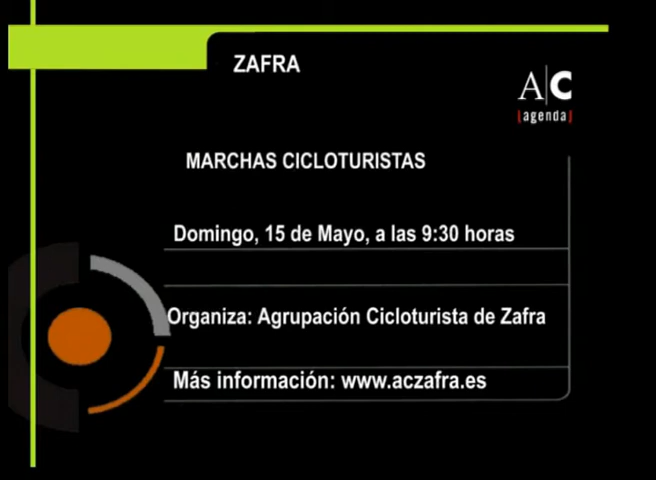 ZAFRA
A|C
[agenda]
MARCHAS CICLOTURISTAS
Domingo, 15 de Mayo, a las 9:30 horas
Organiza: Agrupación Cicloturista de Zafra
Más información: www.aczafra.es